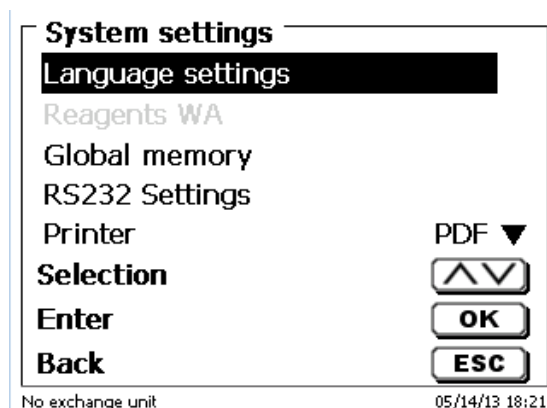 System settings
Language settings
Reagents WA
Global memory
RS232 Settings
Printer PDF ▼
Selection
Enter OK
Back ESC
No exchange unit 05/14/13 18:21